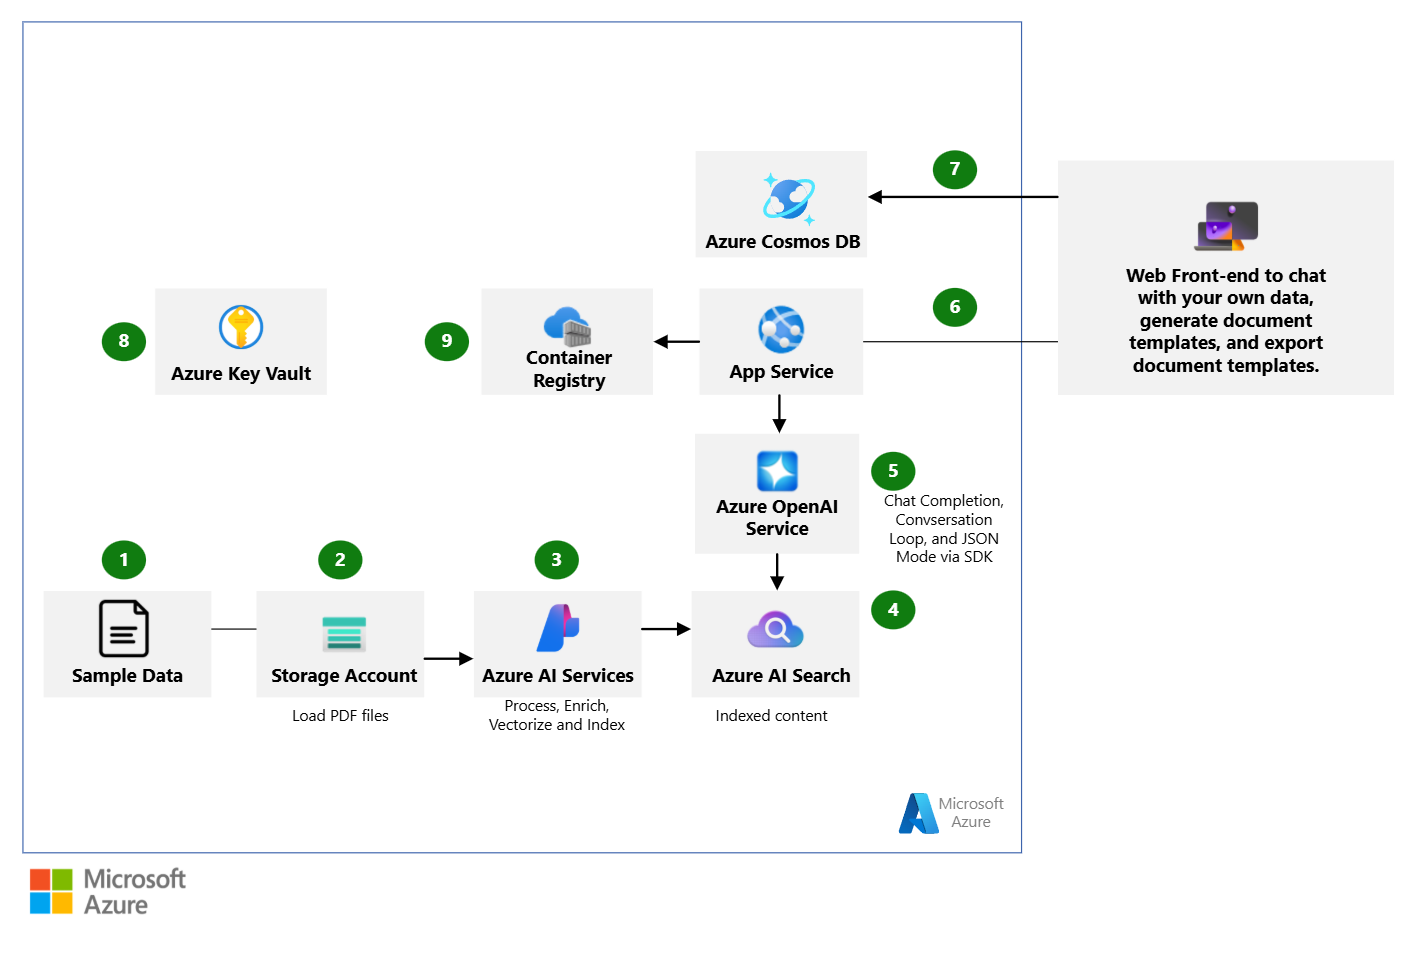 7
Azure Cosmos DB
Web Front-end to chat
with your own data,
generate document
templates, and export
document templates.
8
Azure Key Vault
9
Container
Registry
App Service
6
Azure OpenAI
Service
5
Chat Completion,
Convsersation
Loop, and JSON
Mode via SDK
1
Sample Data
2
Storage Account
Load PDF files
3
Azure AI Services
Process, Enrich,
Vectorize and Index
4
Azure AI Search
Indexed content
Microsoft
Azure
Microsoft
Azure